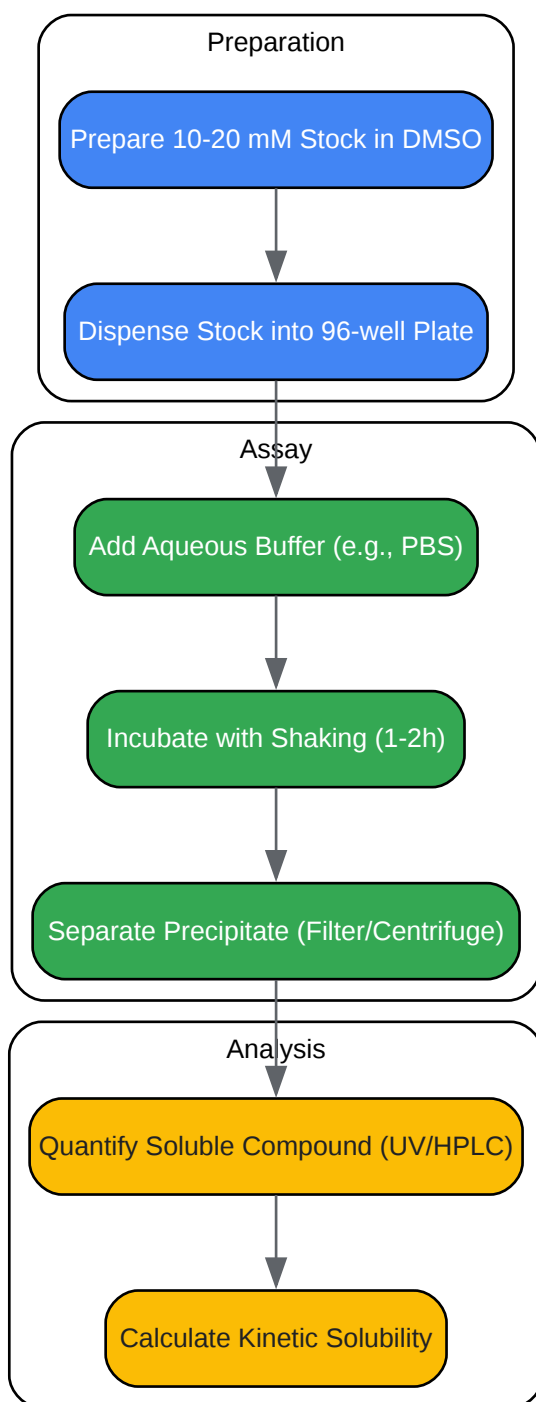 Preparation
Prepare 10-20 mM Stock in DMSO
Dispense Stock into 96-well Plate
Assay
Add Aqueous Buffer (e.g., PBS)
Incubate with Shaking (1-2h)
Separate Precipitate (Filter/Centrifuge)
Analysis
Quantify Soluble Compound (UV/HPLC)
Calculate Kinetic Solubility